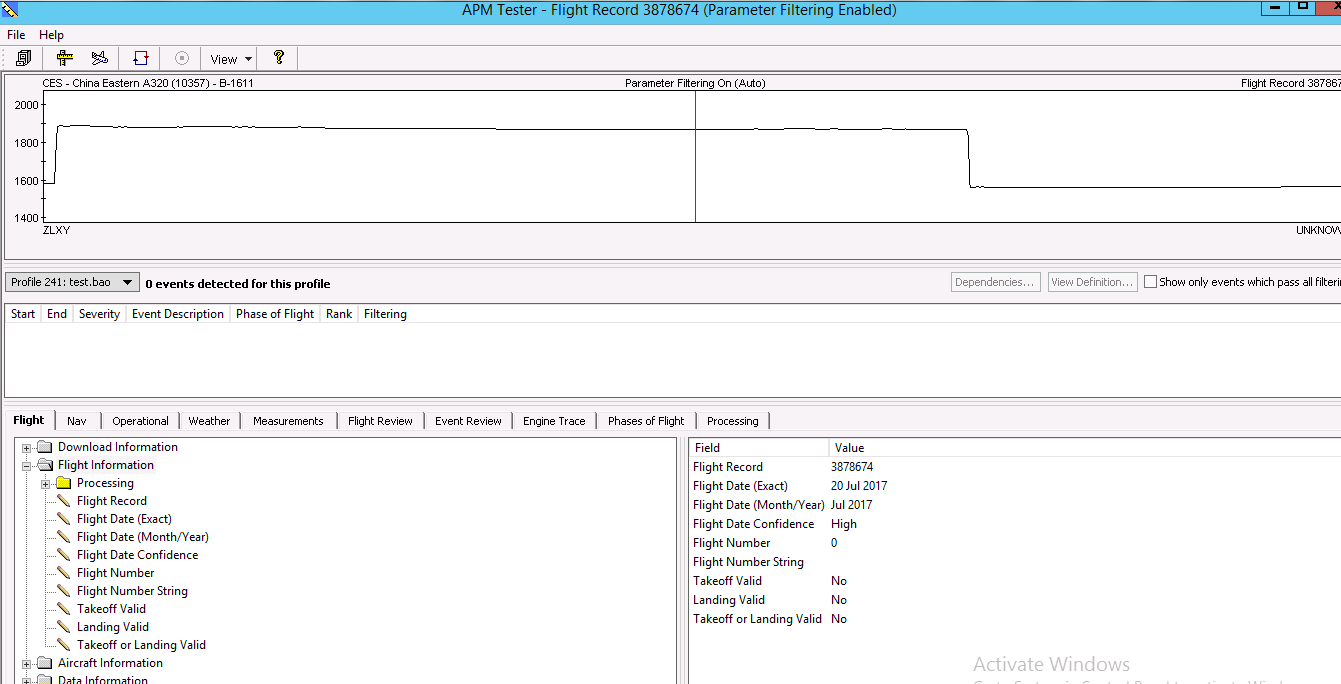 APM Tester - Flight Record 3878674 (Parameter Filtering Enabled)
File Help
View
CES - China Eastern A320 (10357) - B-1611 Parameter Filtering On (Auto) Flight Record
2000
1800
1600
1400
ZLXY
Profile 241: test.bao 0 events detected for this profile Dependencies... View Definition... Show only events which pass all
Start End Severity Event Description Phase of Flight Rank Filtering
Flight Nav Operational Weather Measurements Flight Review Event Review Engine Trace Phases of Flight Processing
Download Information
Flight Information
Processing
Flight Record
Flight Date (Exact)
Flight Date (Month/Year)
Flight Date Confidence
Flight Number
Flight Number String
Takeoff Valid
Landing Valid
Takeoff or Landing Valid
Aircraft Information
Data Information
Field Value
Flight Record 3878674
Flight Date (Exact) 20 Jul 2017
Flight Date (Month/Year) Jul 2017
Flight Date Confidence High
Flight Number 0
Flight Number String
Takeoff Valid No
Landing Valid No
Takeoff or Landing Valid No
Activate Windows